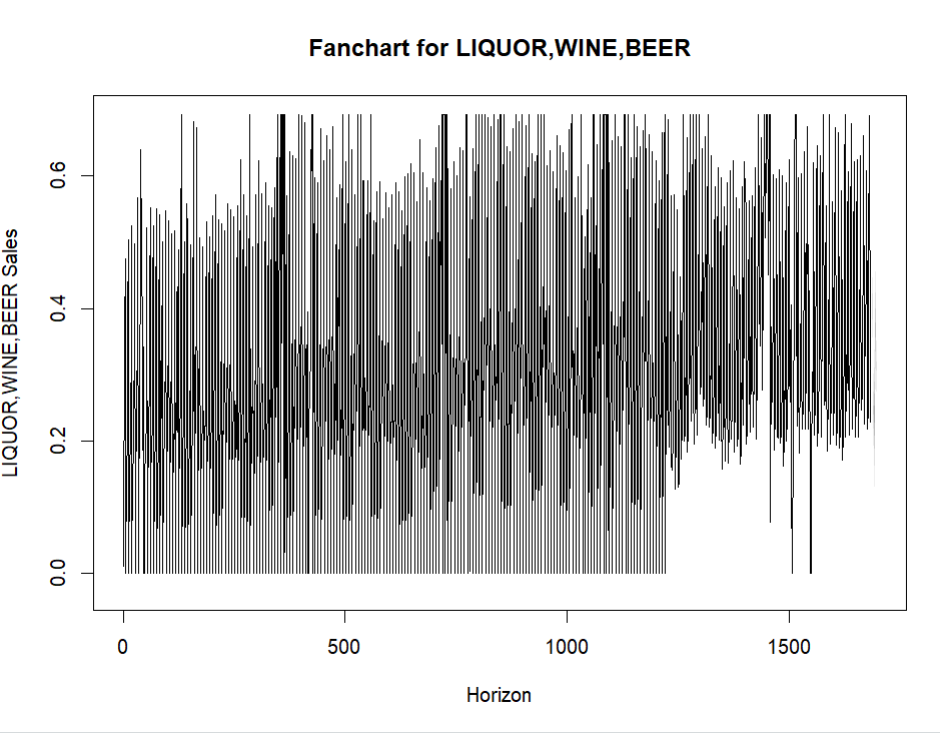 Fanchart for LIQUOR,WINE,BEER
LIQUOR,WINE,BEER Sales
0.6
0.4
0.2
0.0
0 500 1000 1500
Horizon